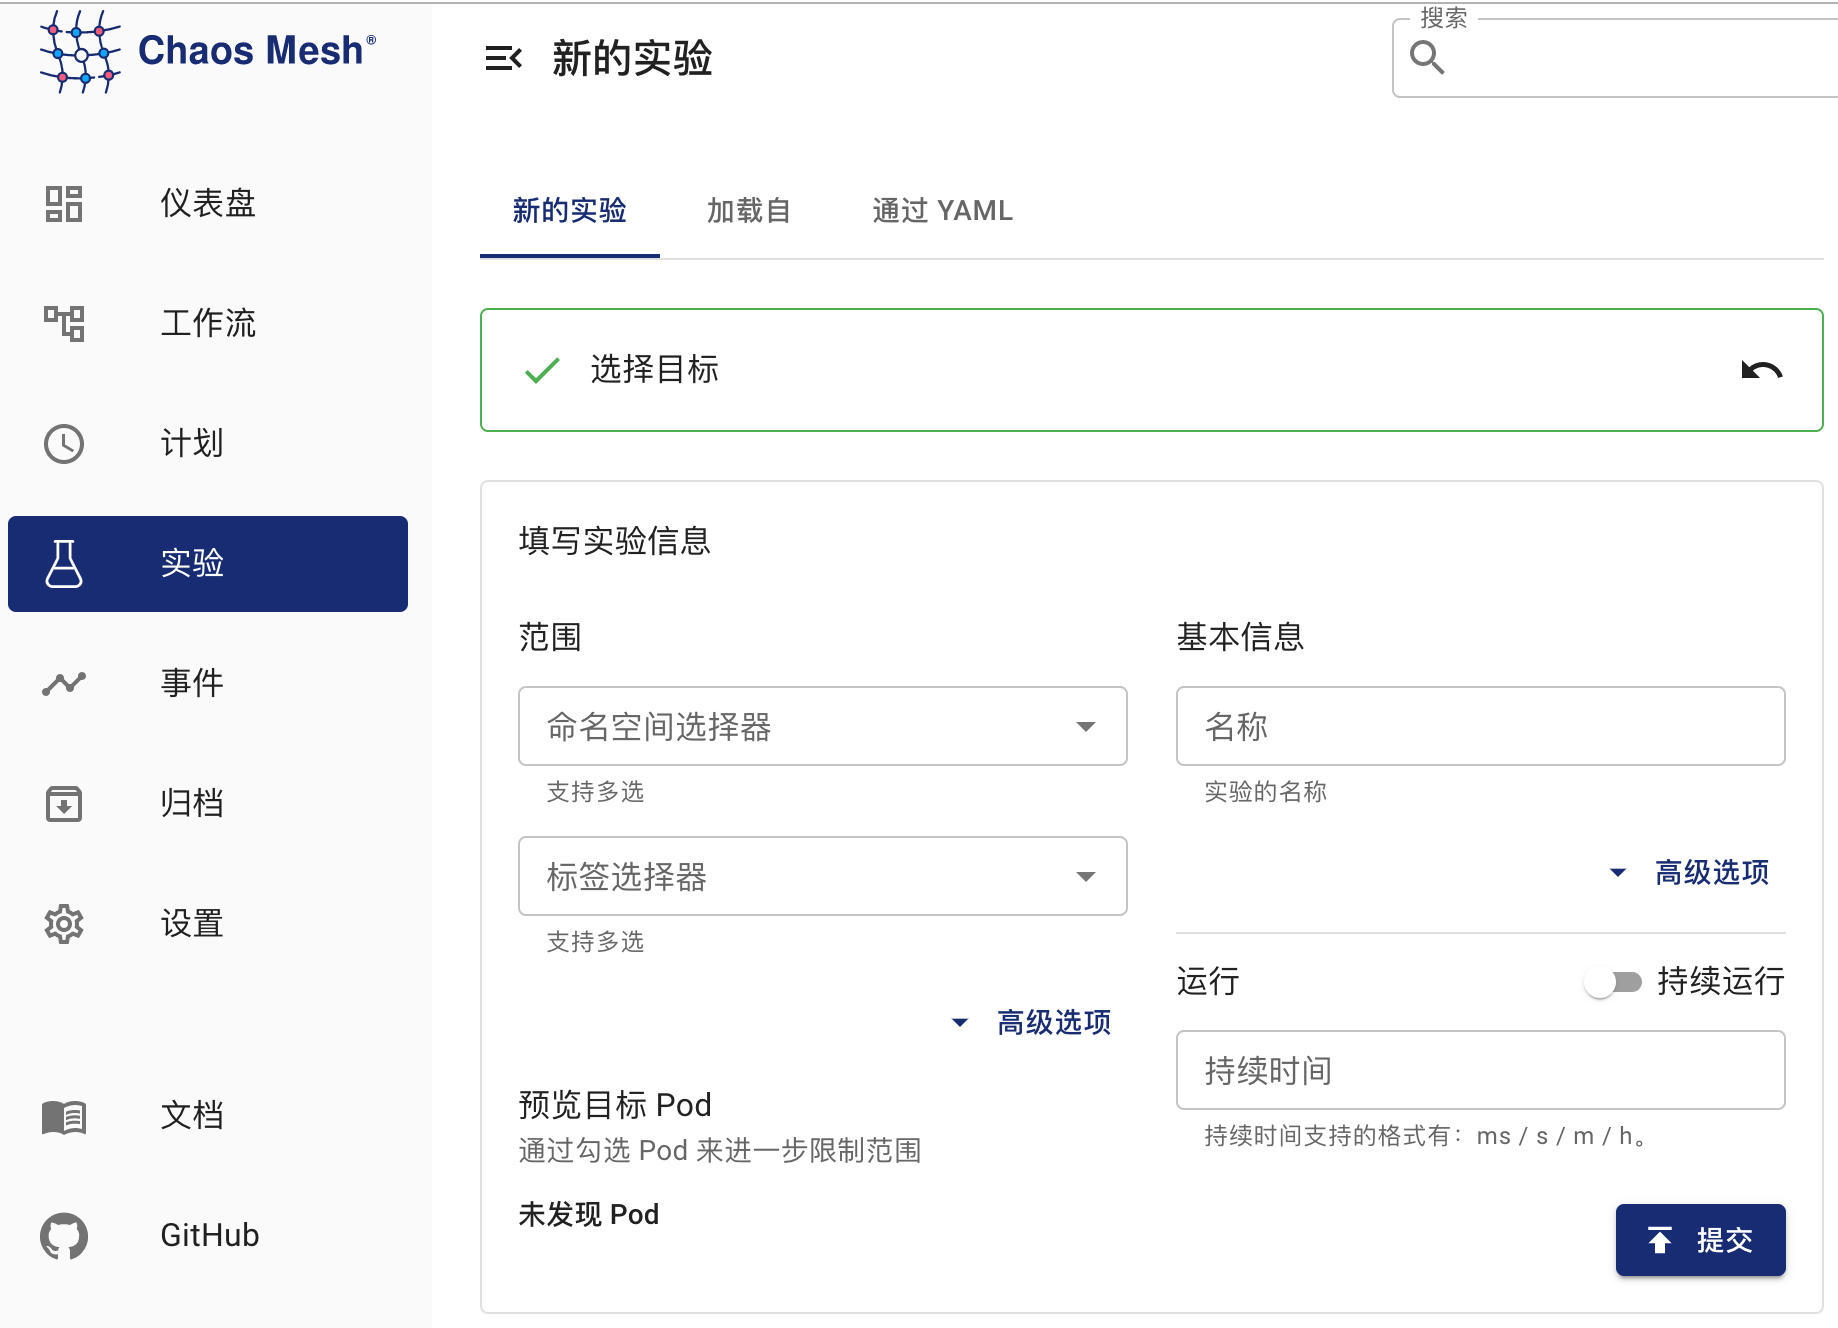 Chaos Mesh®
仪表盘
工作流
计划
实验
事件
归档
设置
文档
GitHub
新的实验
搜索
新的实验
加载自
通过 YAML
选择目标
填写实验信息
范围
命名空间选择器
支持多选
标签选择器
支持多选
高级选项
预览目标 Pod
通过勾选 Pod 来进一步限制范围
未发现 Pod
基本信息
名称
实验的名称
高级选项
运行
持续运行
持续时间
持续时间支持的格式有：ms / s / m / h。
提交